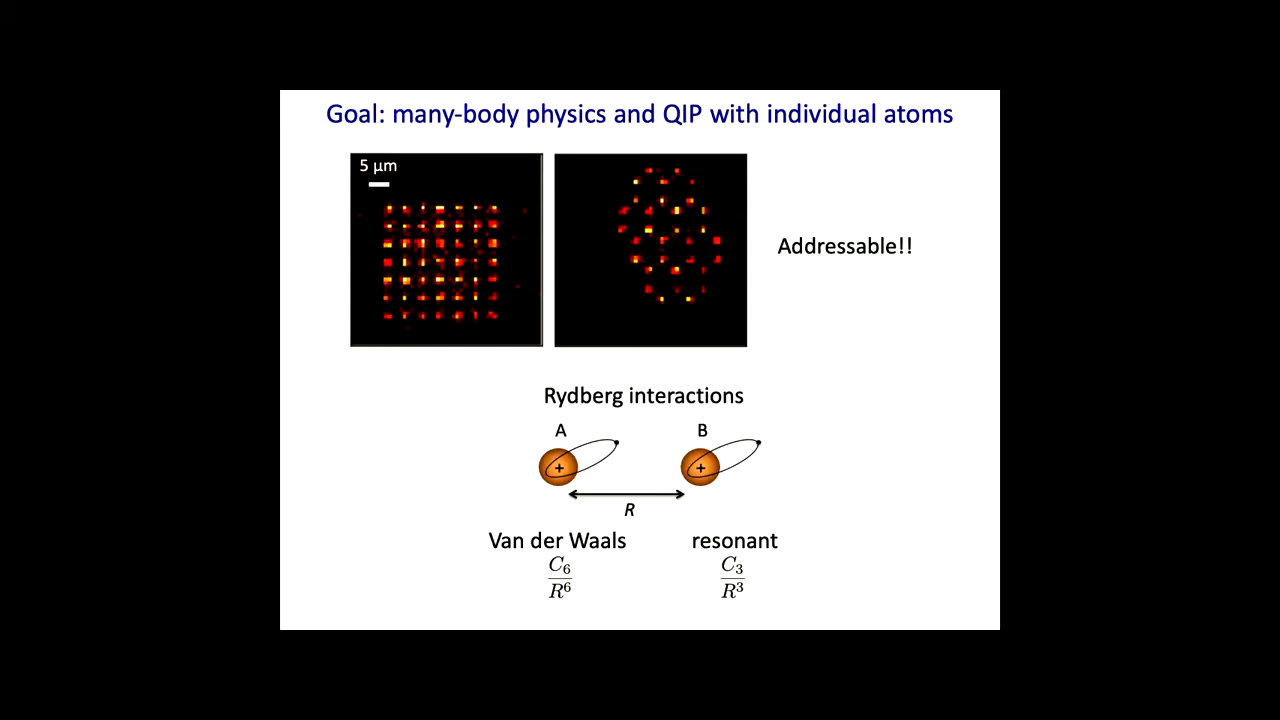 Goal: many-body physics and QIP with individual atoms
5 µm
Addressable!!
Rydberg interactions
A B
+ +
R
Van der Waals resonant
C₆/R⁶ C₃/R³